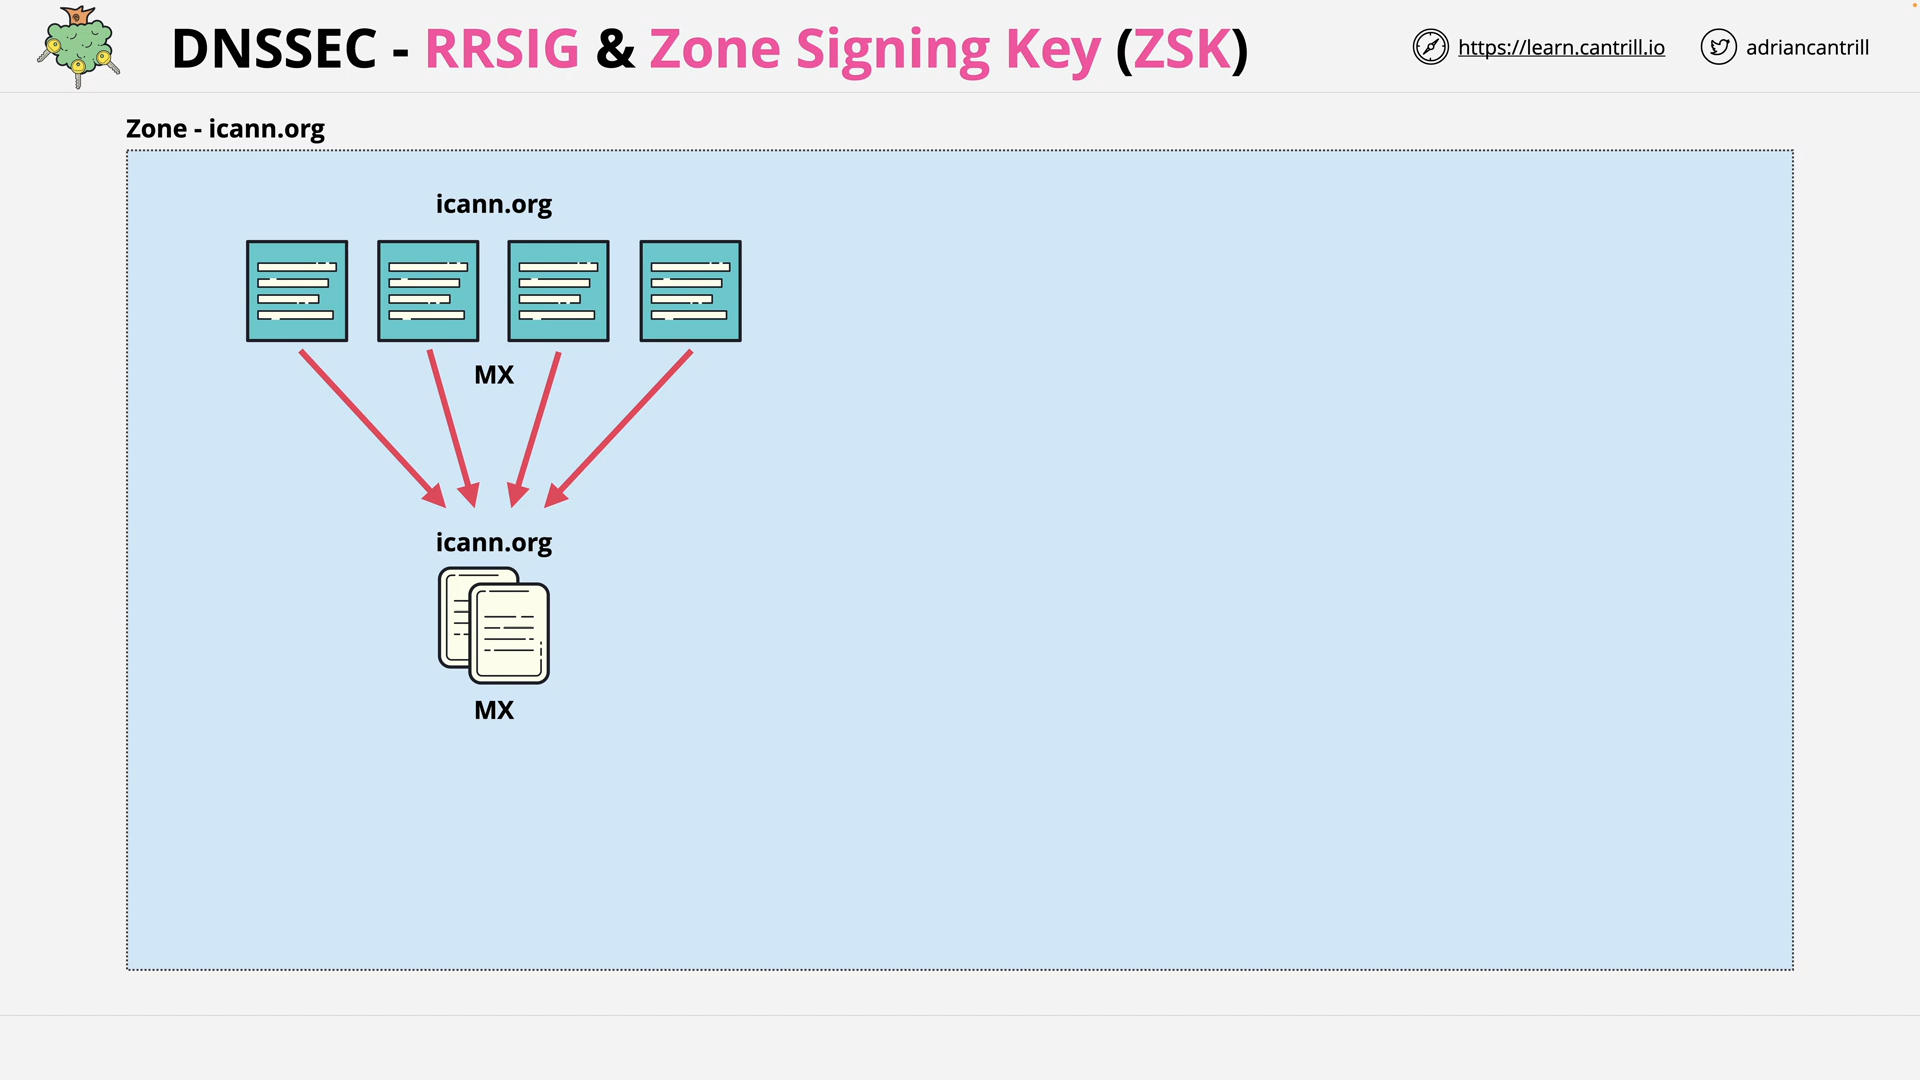 DNSSEC - RRSIG & Zone Signing Key (ZSK)
https://learn.cantrill.io
adriancantrill
Zone - icann.org
icann.org
MX
icann.org
MX